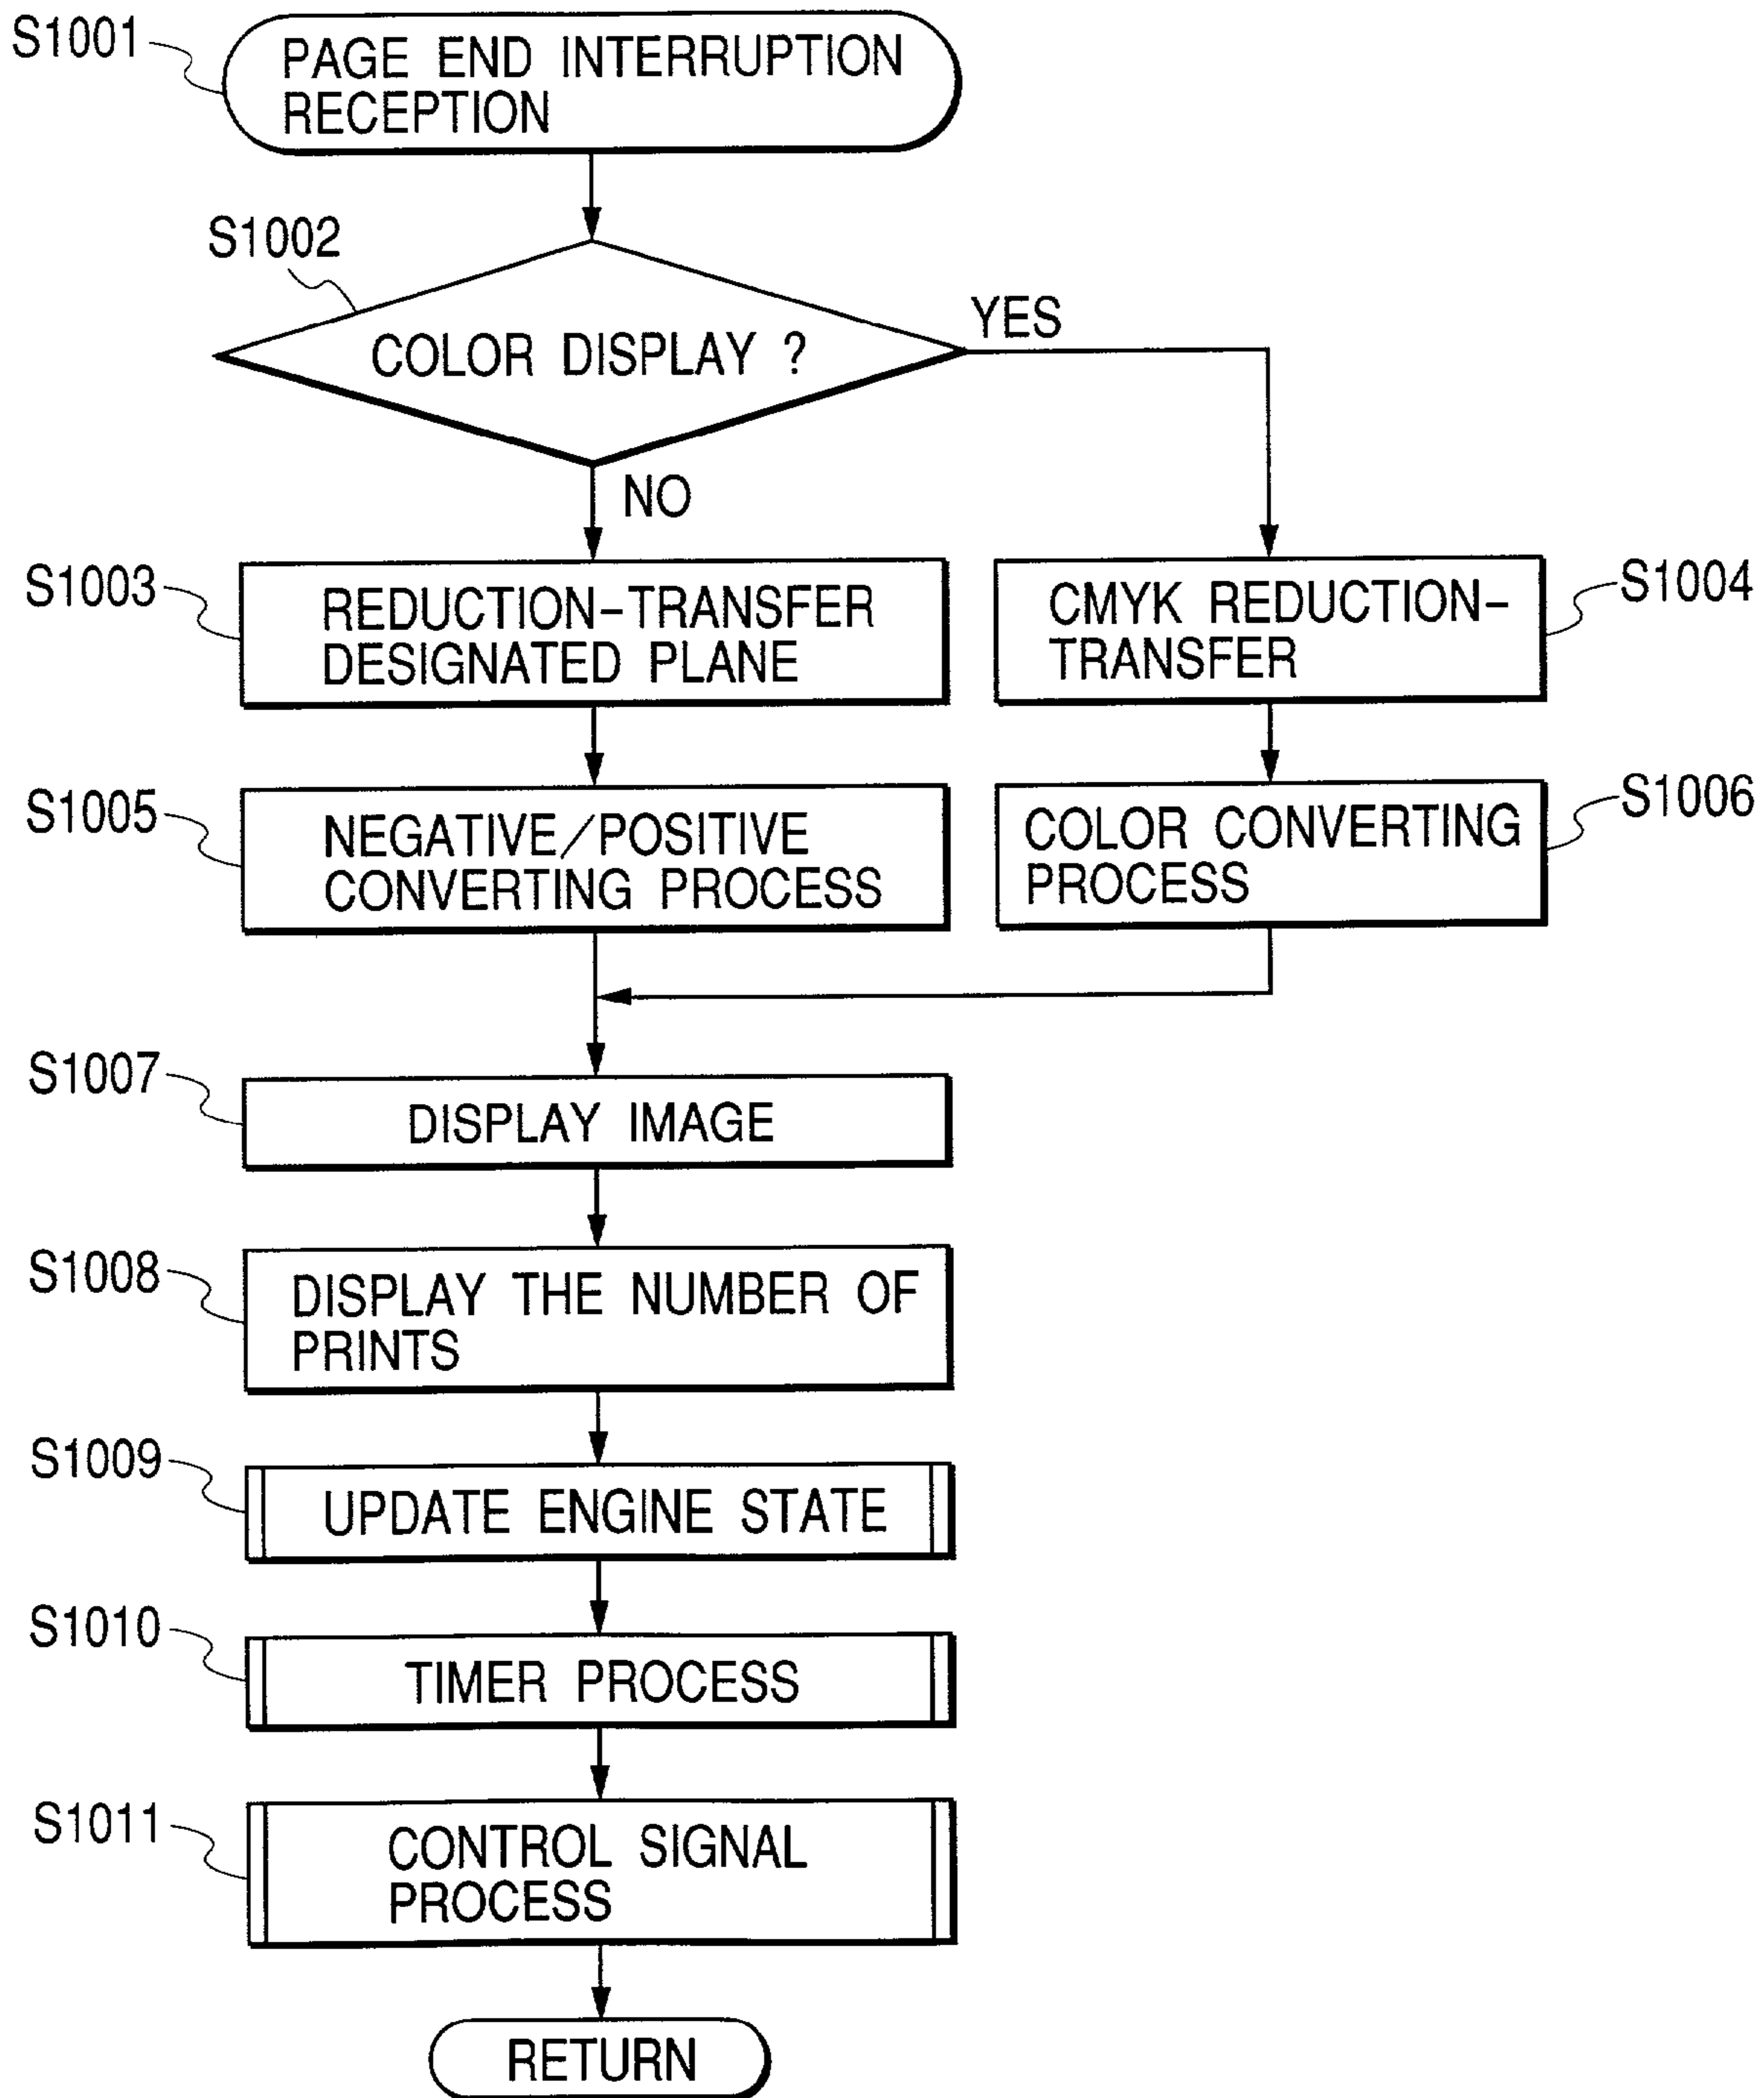 S1001
PAGE END INTERRUPTION
RECEPTION
S1002
COLOR DISPLAY ?
YES
NO
S1003
REDUCTION-TRANSFER
DESIGNATED PLANE
CMYK REDUCTION-
TRANSFER
S1004
S1005
NEGATIVE/POSITIVE
CONVERTING PROCESS
COLOR CONVERTING
PROCESS
S1006
S1007
DISPLAY IMAGE
S1008
DISPLAY THE NUMBER OF
PRINTS
S1009
UPDATE ENGINE STATE
S1010
TIMER PROCESS
S1011
CONTROL SIGNAL
PROCESS
RETURN